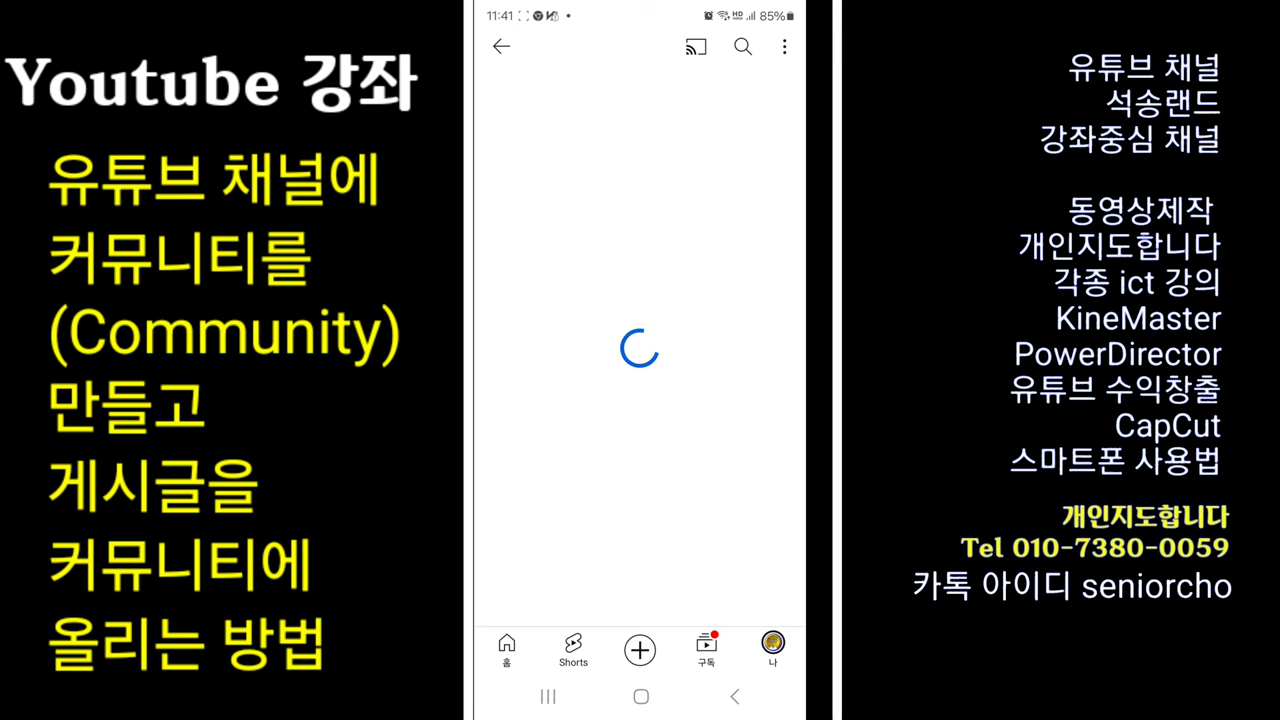 Youtube 강좌
유튜브 채널에
커뮤니티를
(Community)
만들고
게시글을
커뮤니티에
올리는 방법
11:41
HD
85%
홈
Shorts
구독
나
유튜브 채널
석송랜드
강좌중심 채널
동영상제작
개인지도합니다
각종 ict 강의
KineMaster
PowerDirector
유튜브 수익창출
CapCut
스마트폰 사용법
개인지도합니다
Tel 010-7380-0059
카톡 아이디 seniorcho